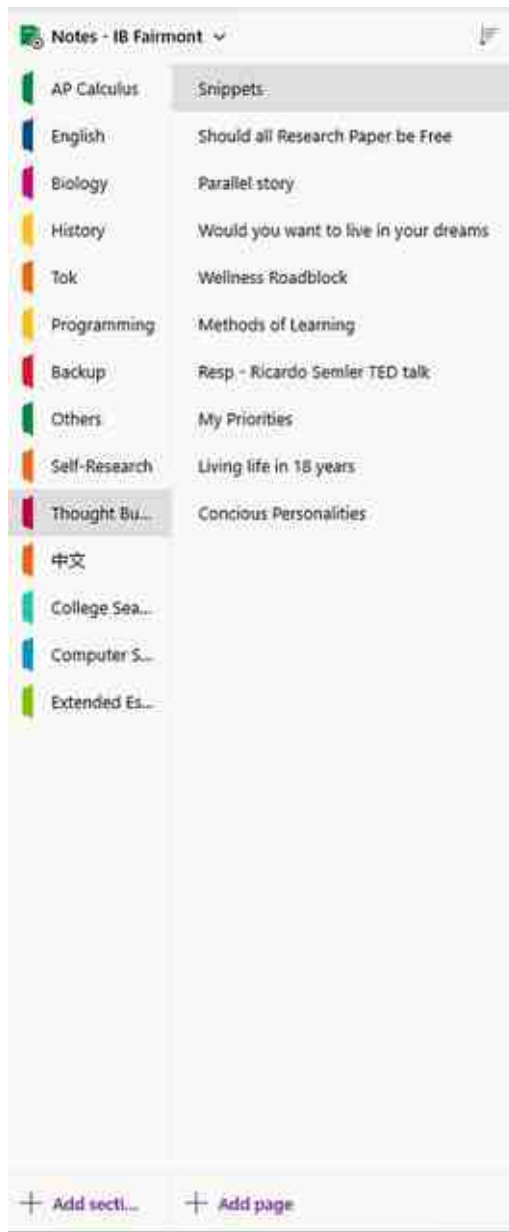 Notes - IB Fairmont
AP Calculus
English
Biology
History
Tok
Programming
Backup
Others
Self-Research
Thought Bu...
中文
College Sea...
Computer S...
Extended Es...
Add secti...
Snippets
Should all Research Paper be Free
Parallel story
Would you want to live in your dreams
Wellness Roadblock
Methods of Learning
Resp - Ricardo Semler TED talk
My Priorities
Living life in 18 years
Concious Personalities
Add page